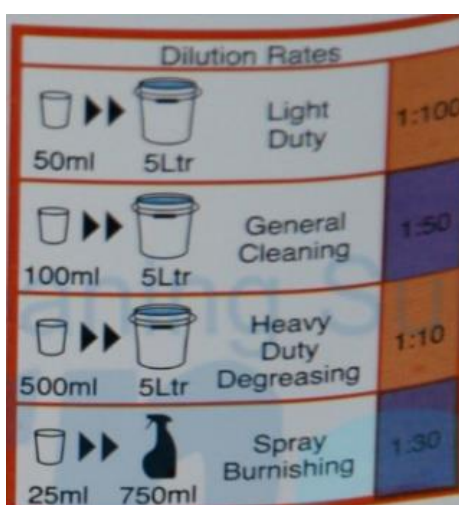 Dilution Rates
50ml 5Ltr Light Duty 1:100
100ml 5Ltr General Cleaning 1:50
500ml 5Ltr Heavy Duty Degreasing 1:10
25ml 750ml Spray Burnishing 1:30